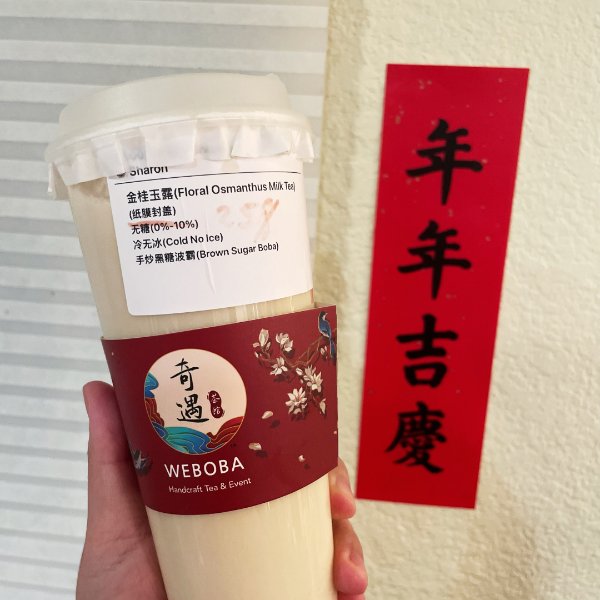 Sharon
金桂玉露(Floral Osmanthus Milk Tea)
(纸膜封盖)
无糖(0%-10%)
冷无冰(Cold No Ice)
手炒黑糖波霸(Brown Sugar Boba)
奇遇
茶馆
WEBOBA
Handcraft Tea & Event
年年吉慶